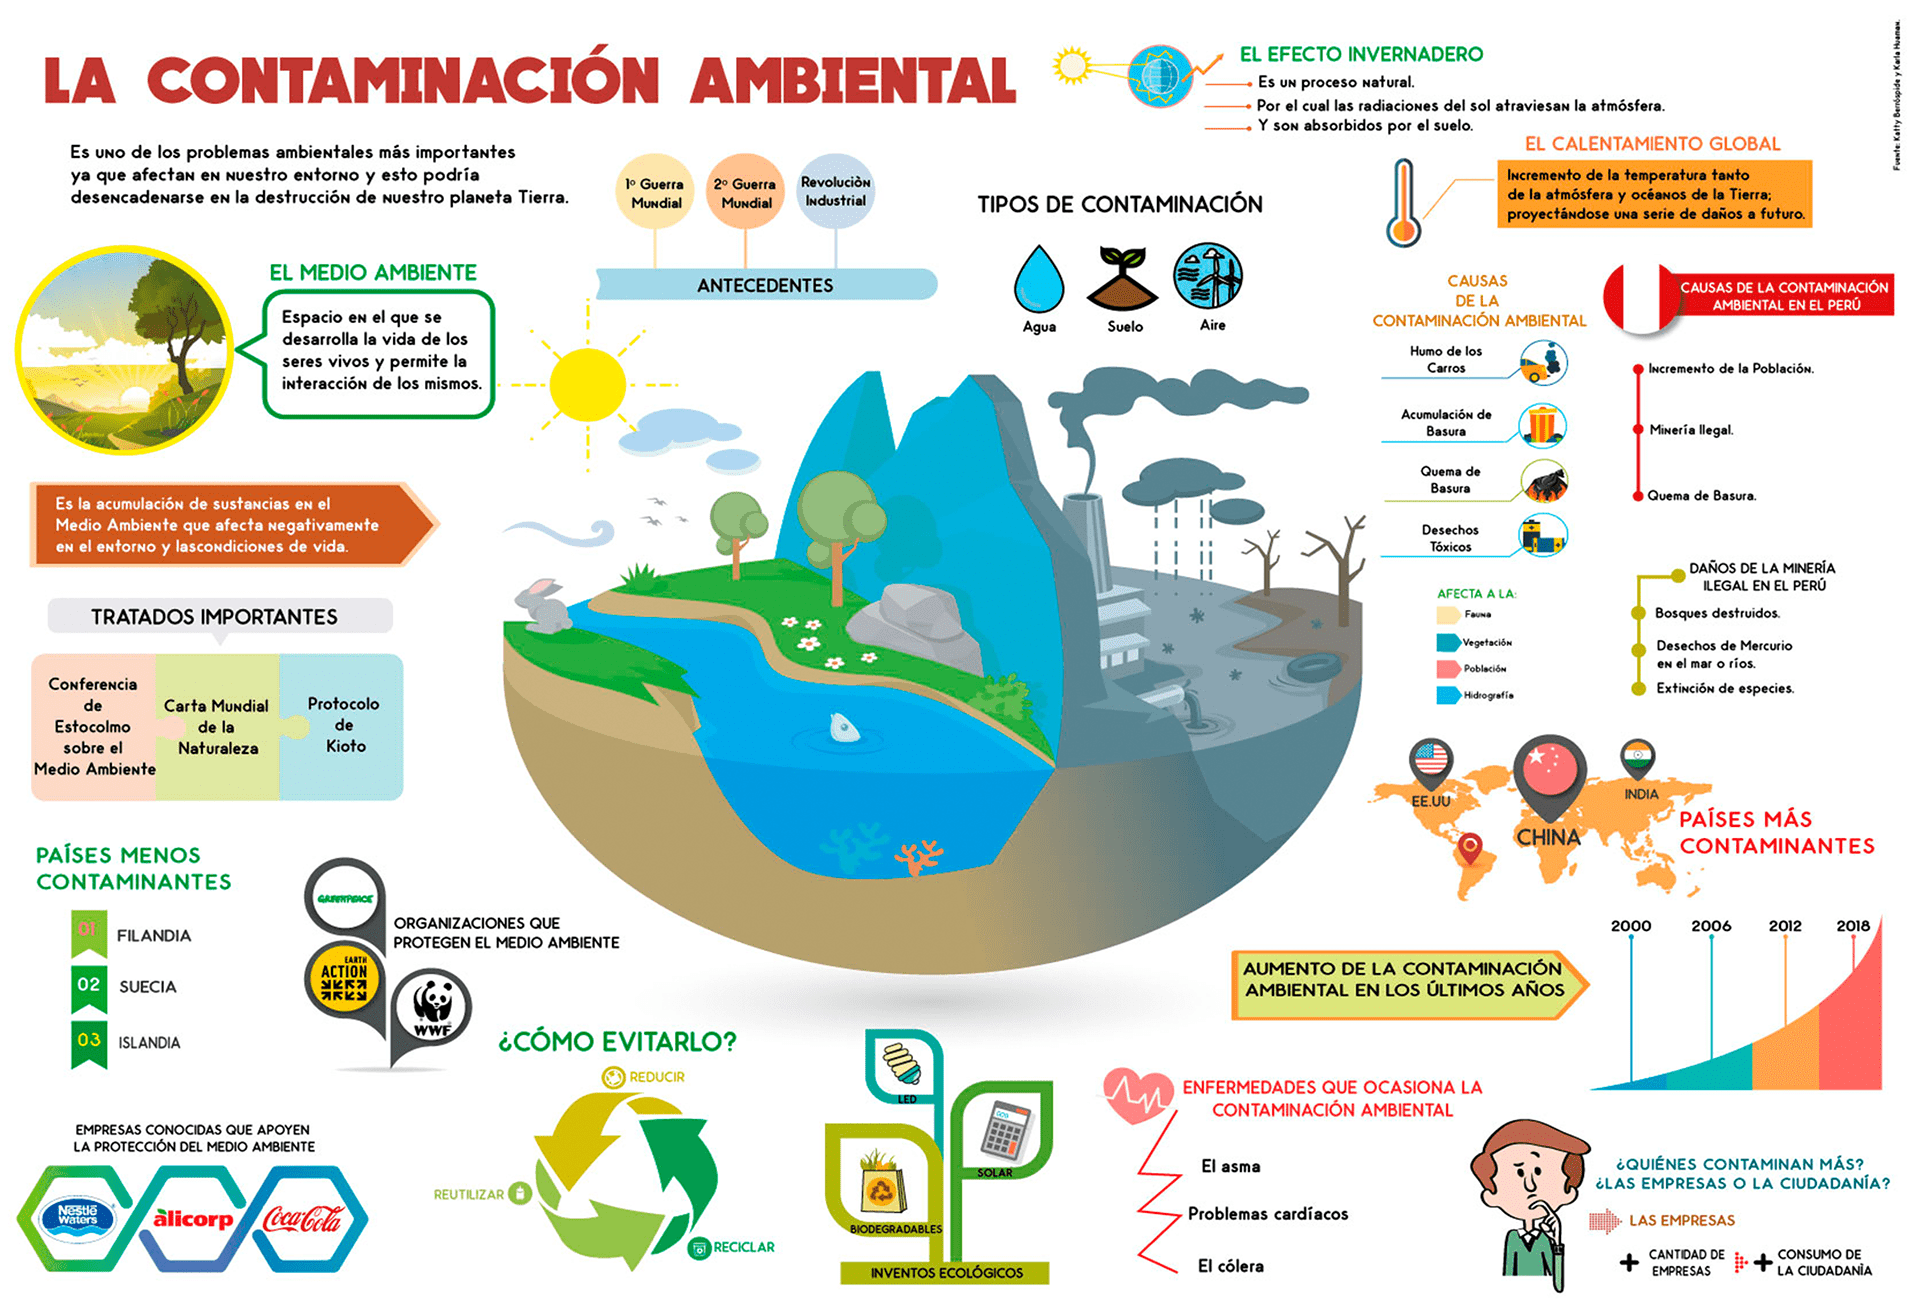 LA CONTAMINACIÓN AMBIENTAL
Es uno de los problemas ambientales más importantes
ya que afectan en nuestro entorno y esto podría
desencadenarse en la destrucción de nuestro planeta Tierra.
EL MEDIO AMBIENTE
Espacio en el que se
desarrolla la vida de los
seres vivos y permite la
interacción de los mismos.
Es la acumulación de sustancias en el
Medio Ambiente que afecta negativamente
en el entorno y lascondiciones de vida.
TRATADOS IMPORTANTES
Conferencia
de
Estocolmo
sobre el
Medio Ambiente
Carta Mundial
de la
Naturaleza
Protocolo
de
Kioto
PAÍSES MENOS
CONTAMINANTES
01 FILANDIA
02 SUECIA
03 ISLANDIA
GREENPEACE
EARTH
ACTION
WWF
ORGANIZACIONES QUE
PROTEGEN EL MEDIO AMBIENTE
EMPRESAS CONOCIDAS QUE APOYEN
LA PROTECCIÓN DEL MEDIO AMBIENTE
Nestlé
Waters
alicorp
Coca-Cola
1º Guerra
Mundial
2º Guerra
Mundial
Revoluciòn
Industrial
ANTECEDENTES
TIPOS DE CONTAMINACIÓN
Agua
Suelo
Aire
¿CÓMO EVITARLO?
REDUCIR
REUTILIZAR
RECICLAR
LED
SOLAR
BIODEGRADABLES
INVENTOS ECOLÓGICOS
EL EFECTO INVERNADERO
Es un proceso natural.
Por el cual las radiaciones del sol atraviesan la atmósfera.
Y son absorbidos por el suelo.
EL CALENTAMIENTO GLOBAL
Incremento de la temperatura tanto
de la atmósfera y océanos de la Tierra;
proyectándose una serie de daños a futuro.
CAUSAS
DE LA
CONTAMINACIÓN AMBIENTAL
Humo de los
Carros
Acumulación de
Basura
Quema de
Basura
Desechos
Tóxicos
CAUSAS DE LA CONTAMINACIÓN
AMBIENTAL EN EL PERÚ
Incremento de la Población.
Minería Ilegal.
Quema de Basura.
AFECTA A LA:
Fauna
Vegetación
Población
Hidrografía
DAÑOS DE LA MINERÍA
ILEGAL EN EL PERÚ
Bosques destruidos.
Desechos de Mercurio
en el mar o ríos.
Extinción de especies.
EE.UU
CHINA
INDIA
PAÍSES MÁS
CONTAMINANTES
AUMENTO DE LA CONTAMINACIÓN
AMBIENTAL EN LOS ÚLTIMOS AÑOS
2000 2006 2012 2018
ENFERMEDADES QUE OCASIONA LA
CONTAMINACIÓN AMBIENTAL
El asma
Problemas cardíacos
El cólera
¿QUIÉNES CONTAMINAN MÁS?
¿LAS EMPRESAS O LA CIUDADANÍA?
LAS EMPRESAS
+ CANTIDAD DE
EMPRESAS
+ CONSUMO DE
LA CIUDADANÍA
Fuente: Katty Berróspide y Karla Huaman.